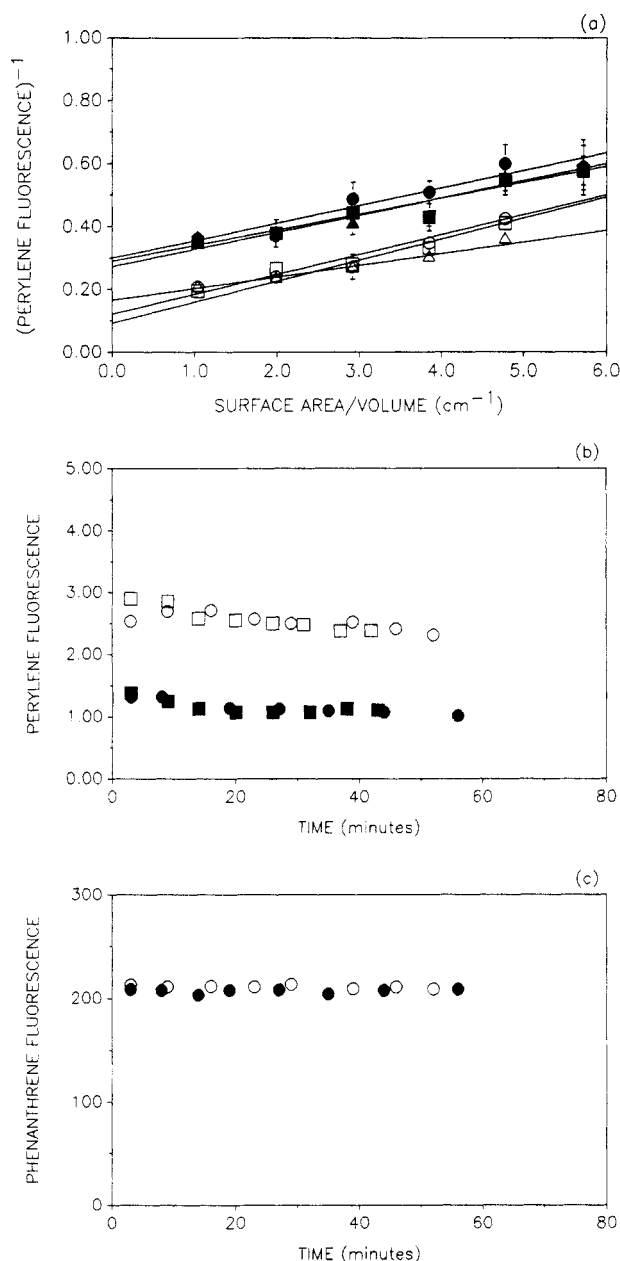 (a)
1.00
0.80
0.60
0.40
0.20
0.00
(PERYLENE FLUORESCENCE)−1
0.0 1.0 2.0 3.0 4.0 5.0 6.0
SURFACE AREA/VOLUME (cm−1)
(b)
5.00
4.00
3.00
2.00
1.00
0.00
PERYLENE FLUORESCENCE
0 20 40 60 80
TIME (minutes)
(c)
300
200
100
0
PHENANTHRENE FLUORESCENCE
0 20 40 60 80
TIME (minutes)